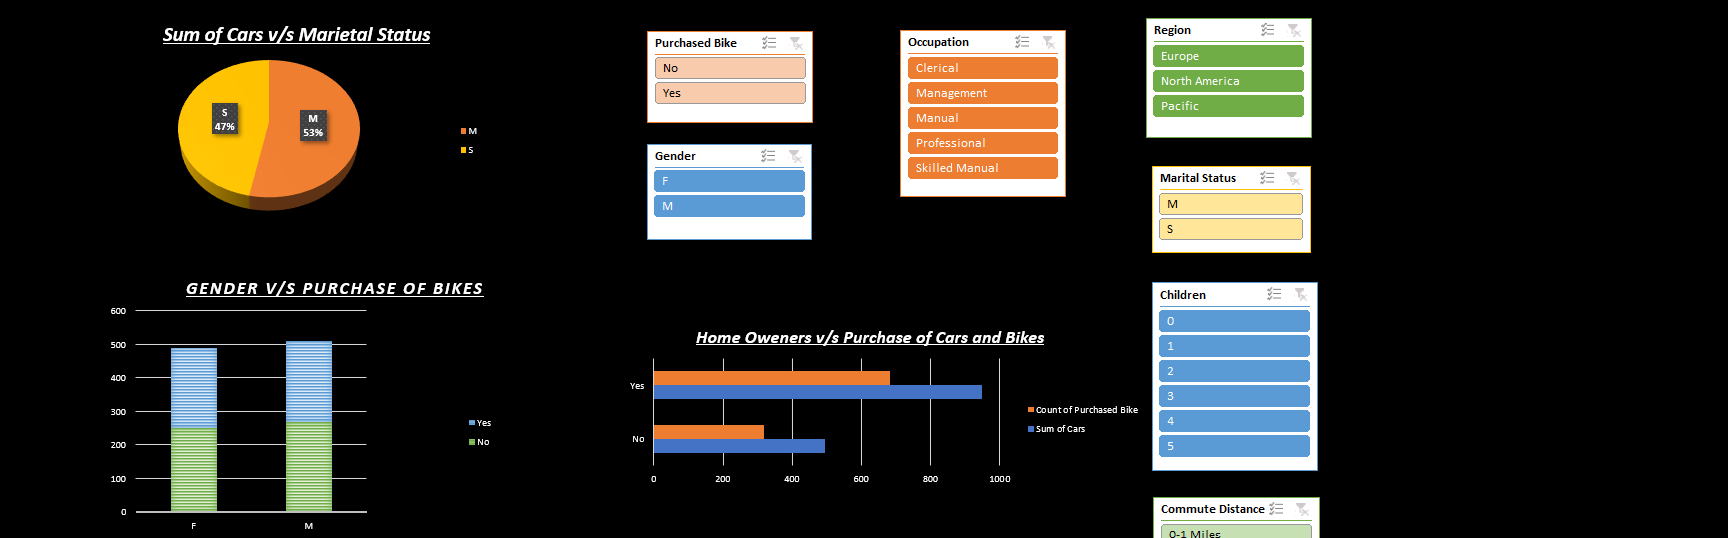 Sum of Cars v/s Marietal Status
S
47%
M
53%
M
S
Purchased Bike
No
Yes
Gender
F
M
Occupation
Clerical
Management
Manual
Professional
Skilled Manual
Region
Europe
North America
Pacific
Marital Status
M
S
Children
0
1
2
3
4
5
Commute Distance
0-1 Miles
GENDER V/S PURCHASE OF BIKES
600
500
400
300
200
100
0
F
M
Yes
No
Home Oweners v/s Purchase of Cars and Bikes
Yes
No
0
200
400
600
800
1000
Count of Purchased Bike
Sum of Cars